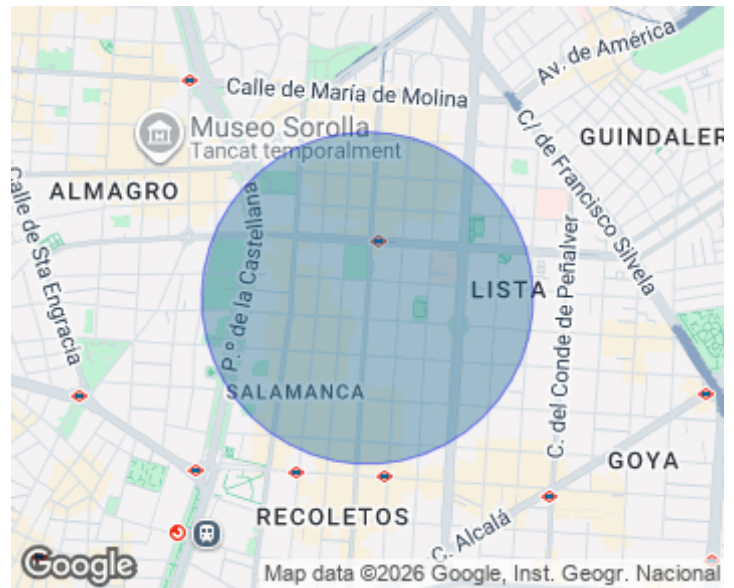 Av. de América
Calle de María de Molina
Museo Sorolla
Tancat temporalment
C/ de Francisco Silvela
GUINDALER
ALMAGRO
Calle de Sta Engracia
P.º de la Castellana
C. del Conde de Peñalver
LISTA
SALAMANCA
GOYA
RECOLETOS
C. Alcalá
Google
Map data ©2026 Google, Inst. Geogr. Nacional